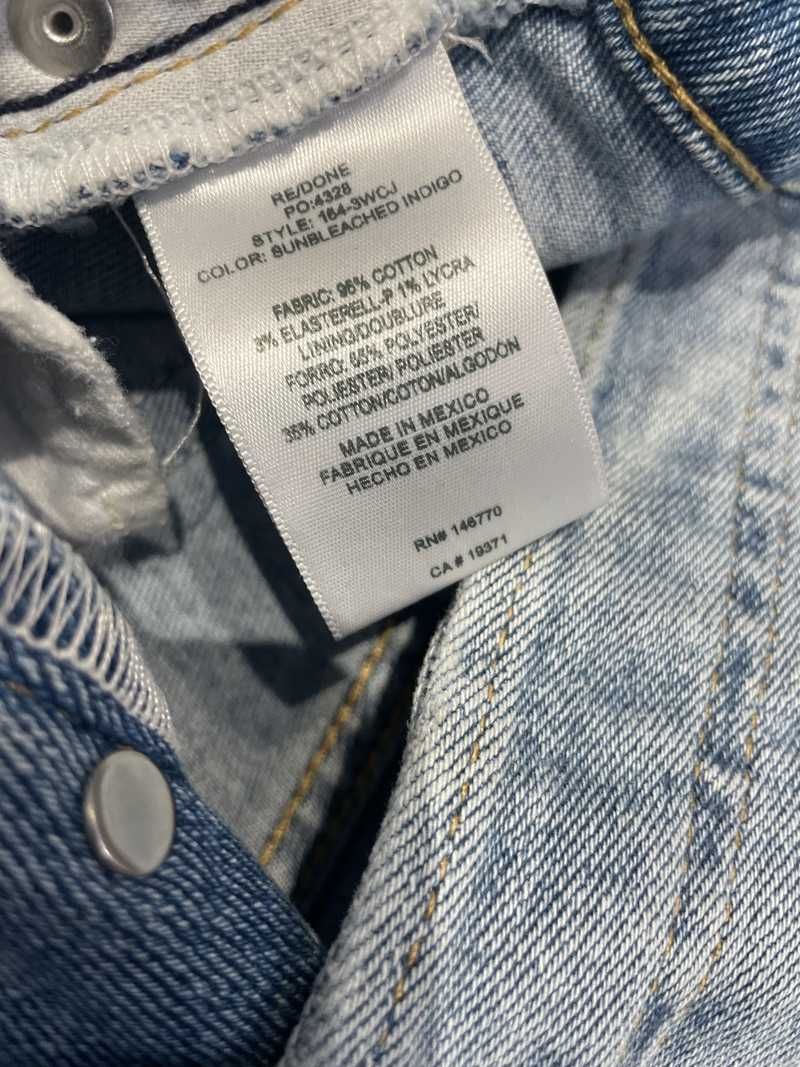 RE/DONE
PO:4328
STYLE: 164-3WCJ
COLOR: SUNBLEACHED INDIGO
FABRIC: 96% COTTON
3% ELASTERELL-P 1% LYCRA
LINING/DOUBLURE
FORRO: 65% POLYESTER/
POLIESTER/ POLIESTER
35% COTTON/COTON/ALGODÓN
MADE IN MEXICO
FABRIQUE EN MEXIQUE
HECHO EN MEXICO
RN# 146770
CA # 19371